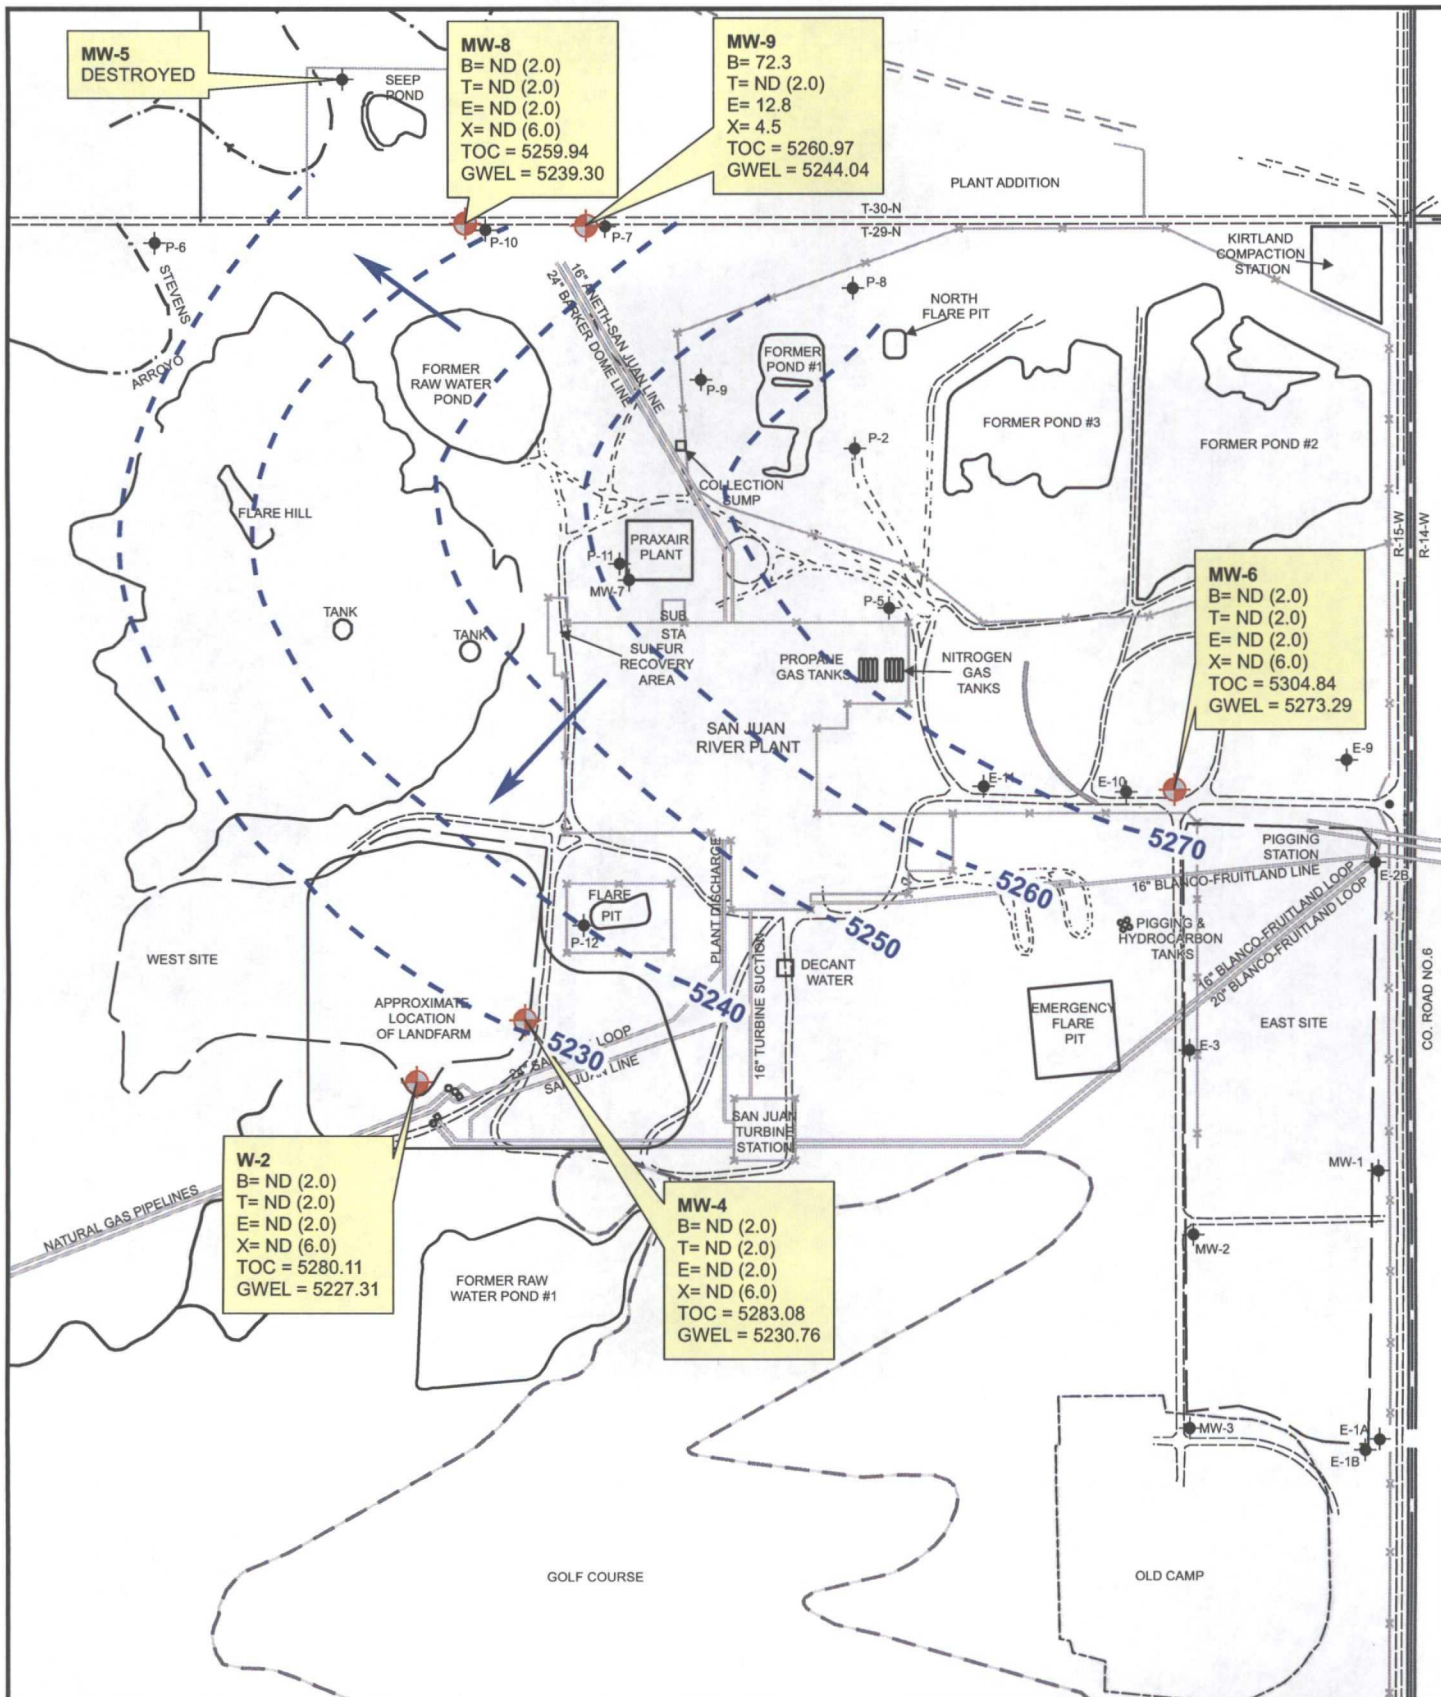 MW-5
DESTROYED
MW-8
B= ND (2.0)
T= ND (2.0)
E= ND (2.0)
X= ND (6.0)
TOC = 5259.94
GWEL = 5239.30
MW-9
B= 72.3
T= ND (2.0)
E= 12.8
X= 4.5
TOC = 5260.97
GWEL = 5244.04
SEEP
POND
PLANT ADDITION
T-30-N
T-29-N
P-6
P-10
P-7
P-8
KIRTLAND
COMPACTION
STATION
STEVENS
ARROYO
16" ANETH-SAN JUAN LINE
24" BARKER DOME LINE
NORTH
FLARE PIT
FORMER
RAW WATER
POND
FORMER
POND #1
P-9
P-2
FORMER POND #3
FORMER POND #2
COLLECTION
SUMP
FLARE HILL
PRAXAIR
PLANT
P-11
MW-7
R-15-W
R-14-W
MW-6
B= ND (2.0)
T= ND (2.0)
E= ND (2.0)
X= ND (6.0)
TOC = 5304.84
GWEL = 5273.29
TANK
TANK
SUB
STA
SULFUR
RECOVERY
AREA
P-5
PROPANE
GAS TANKS
NITROGEN
GAS
TANKS
SAN JUAN
RIVER PLANT
E-11
E-10
E-9
5270
PIGGING
STATION
E-2B
16" BLANCO-FRUITLAND LINE
5260
16" BLANCO-FRUITLAND LOOP
20" BLANCO-FRUITLAND LOOP
FLARE
PIT
P-12
PLANT DISCHARGE
5250
PIGGING &
HYDROCARBON
TANKS
WEST SITE
DECANT
WATER
5240
16" TURBINE SUCTION
APPROXIMATE
LOCATION
OF LANDFARM
EMERGENCY
FLARE
PIT
EAST SITE
CO. ROAD NO.6
5230
E-3
24" SA
LOOP
SAN JUAN LINE
SAN JUAN
TURBINE
STATION
W-2
B= ND (2.0)
T= ND (2.0)
E= ND (2.0)
X= ND (6.0)
TOC = 5280.11
GWEL = 5227.31
MW-4
B= ND (2.0)
T= ND (2.0)
E= ND (2.0)
X= ND (6.0)
TOC = 5283.08
GWEL = 5230.76
MW-1
NATURAL GAS PIPELINES
MW-2
FORMER RAW
WATER POND #1
MW-3
E-1A
E-1B
GOLF COURSE
OLD CAMP